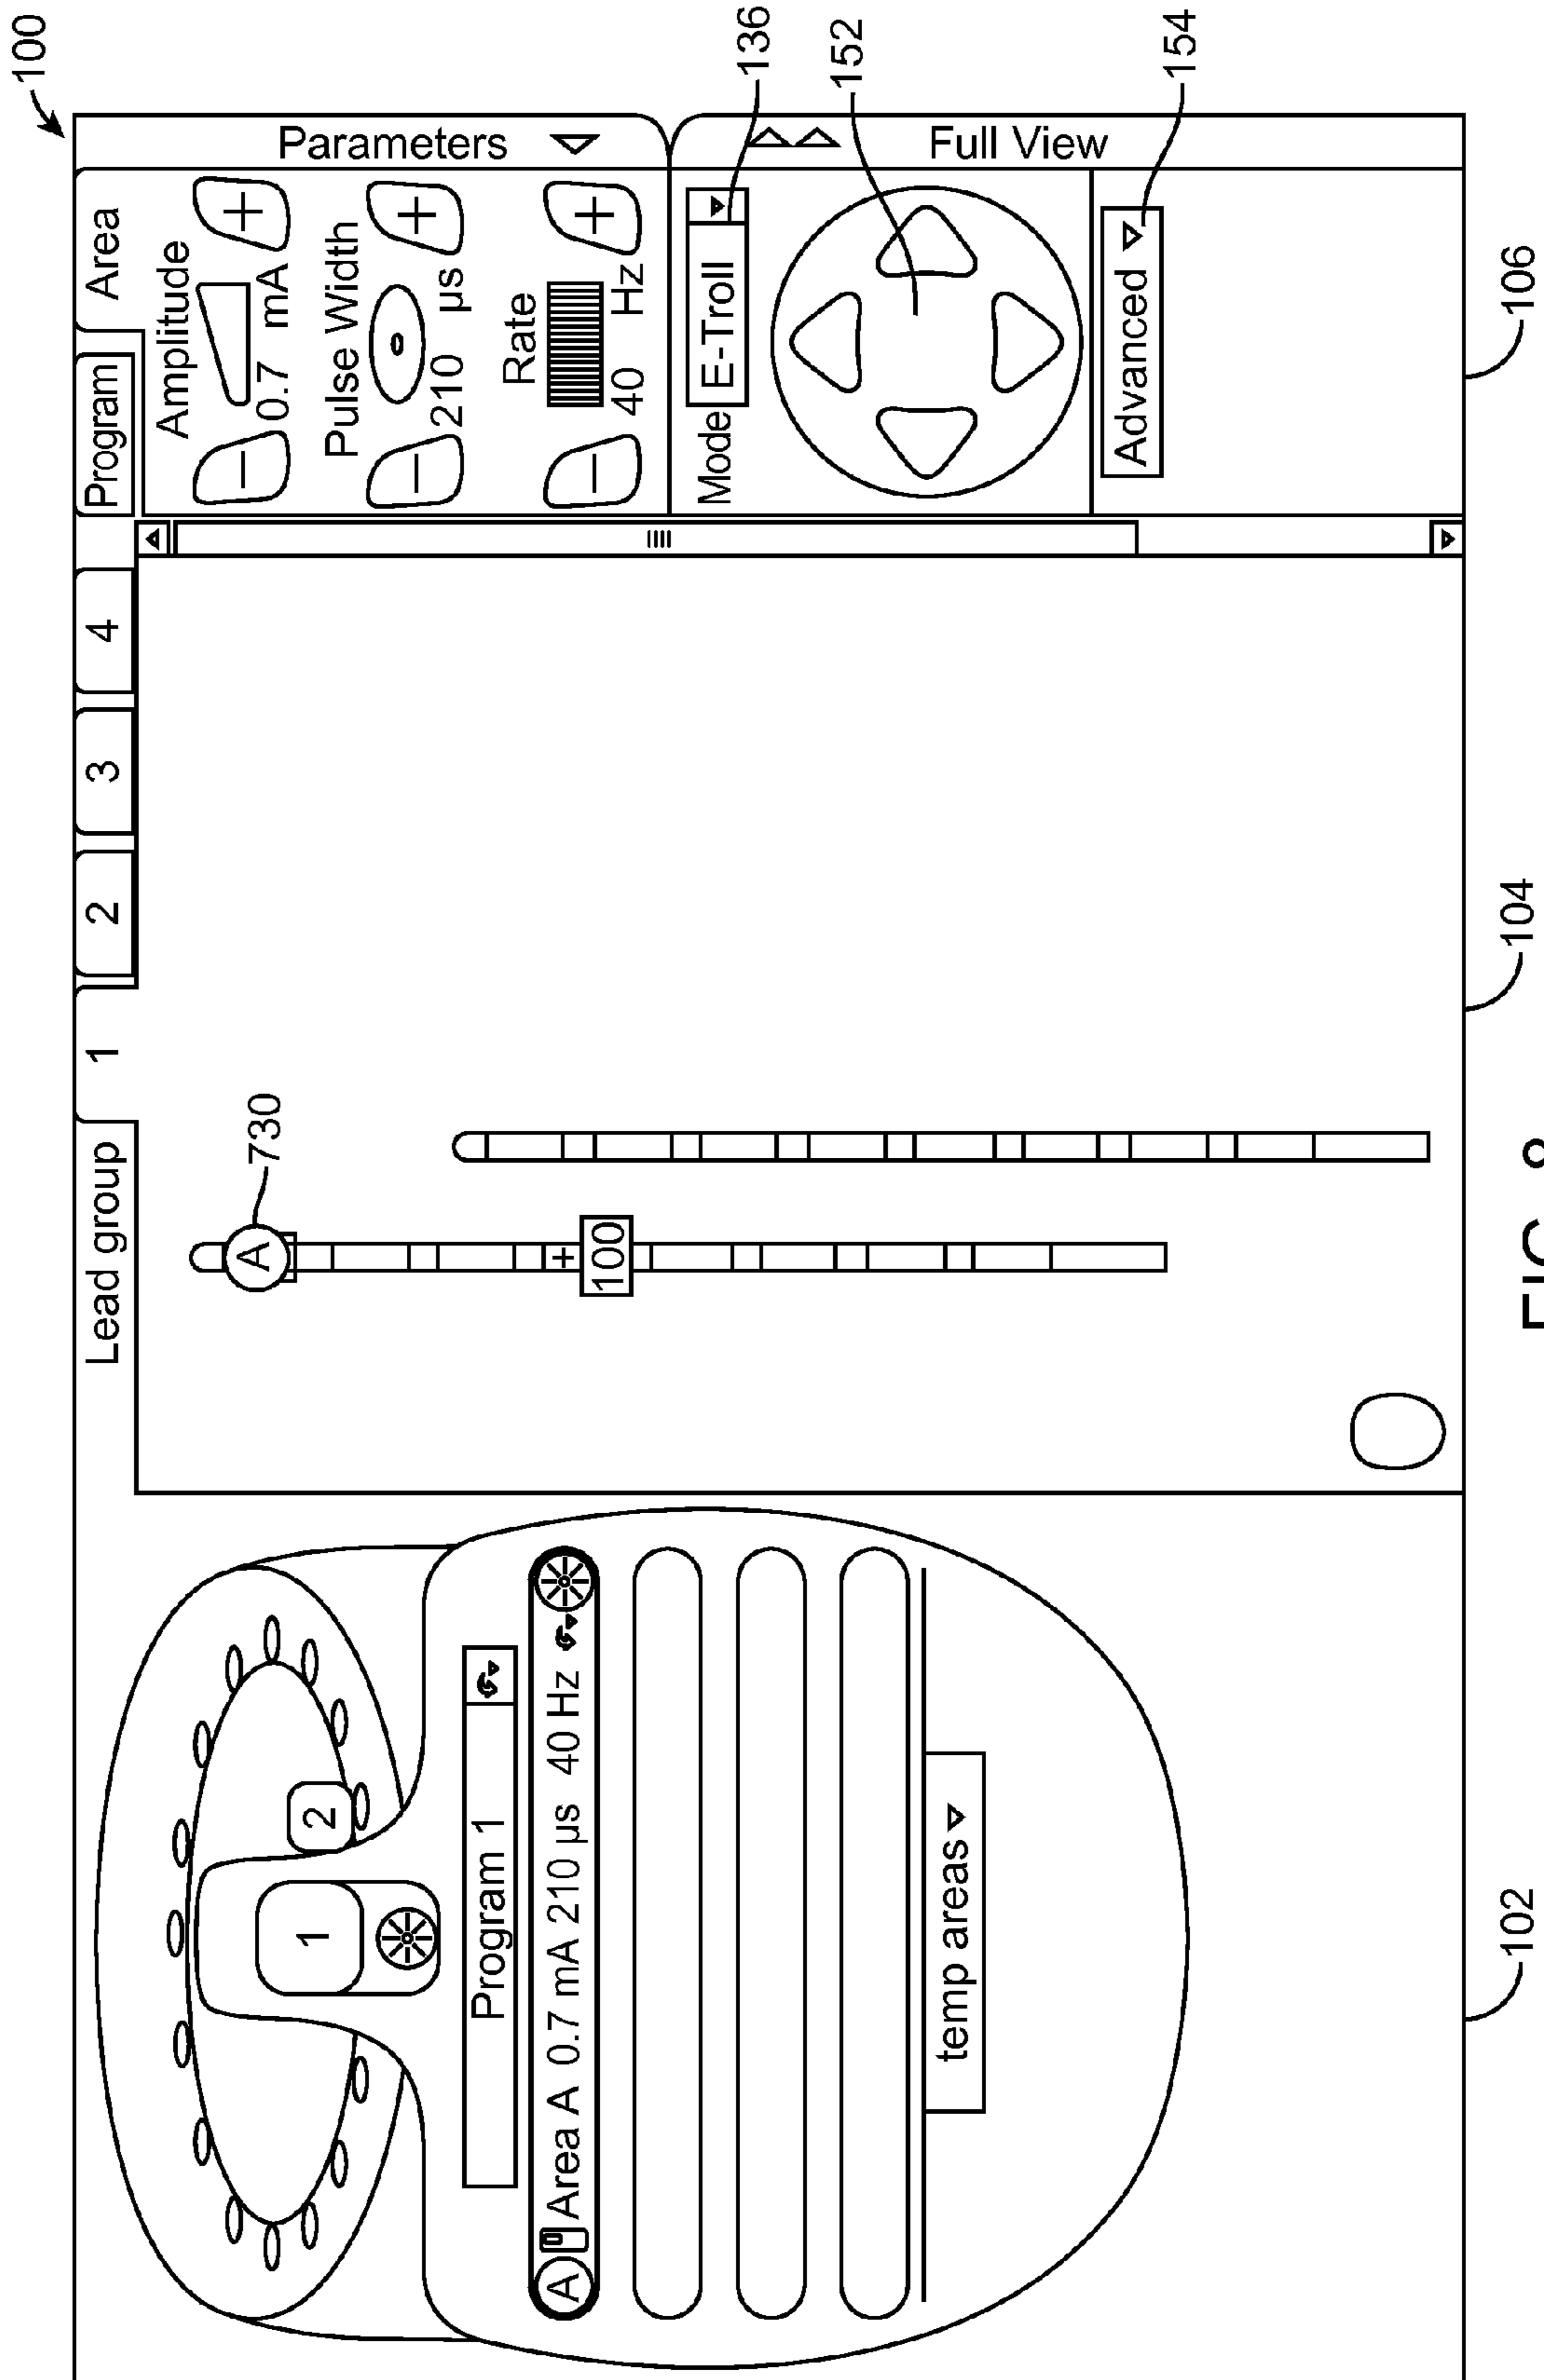 100
Lead group
1
2
3
4
Program
Area
Parameters
Amplitude
0.7 mA
Pulse Width
210 µs
Rate
40 Hz
Mode
E-Troll
136
152
Full View
Advanced
154
A
730
+
100
1
2
Program 1
A Area A 0.7 mA 210 µs 40 Hz
temp areas
102
104
106